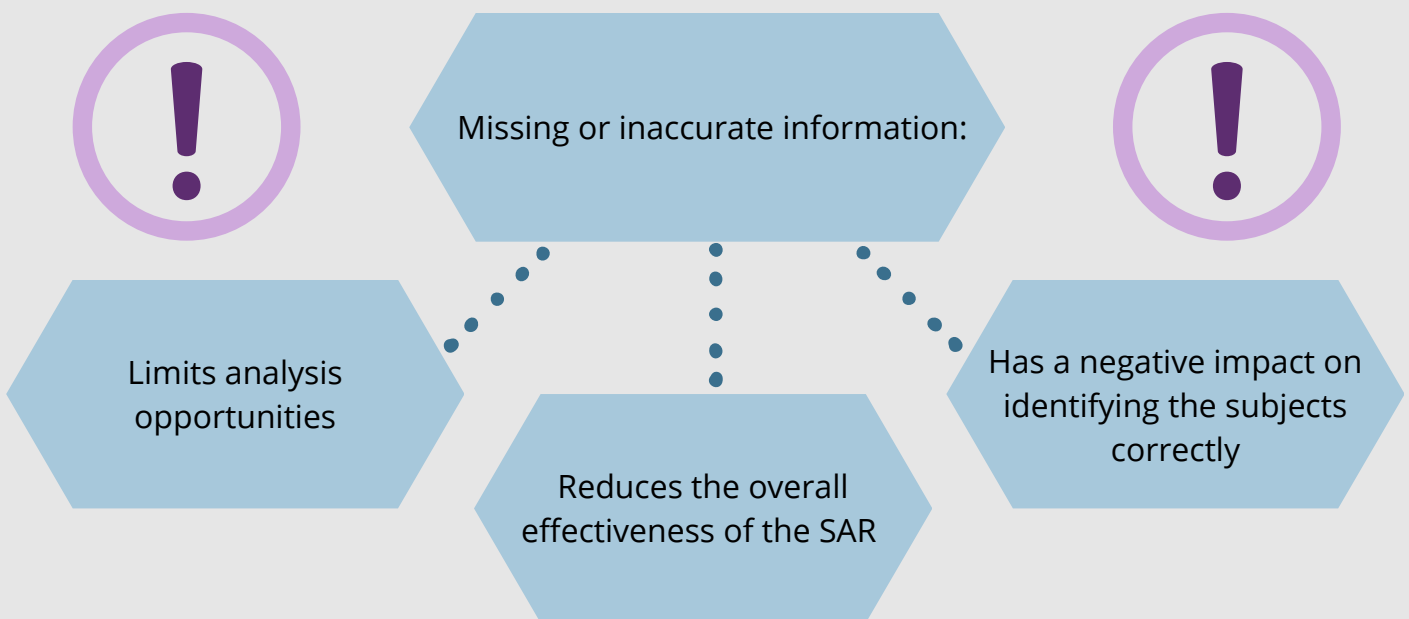 Missing or inaccurate information:
Limits analysis
opportunities
Reduces the overall
effectiveness of the SAR
Has a negative impact on
identifying the subjects
correctly